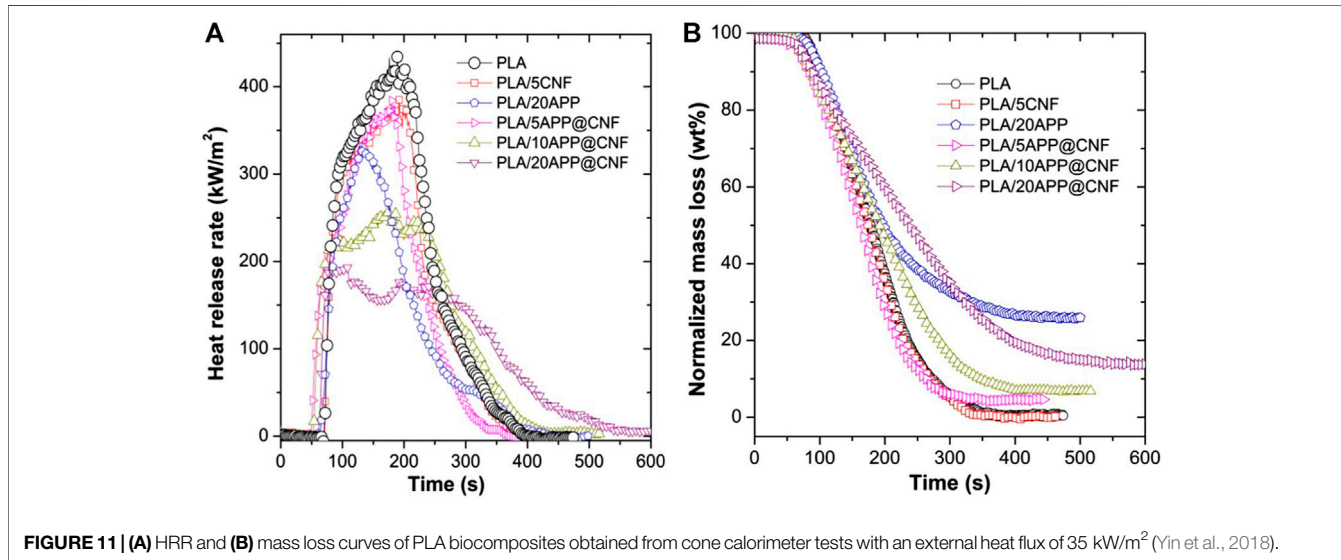 A
Heat release rate (kW/m²)
400
300
200
100
0
PLA
PLA/5CNF
PLA/20APP
PLA/5APP@CNF
PLA/10APP@CNF
PLA/20APP@CNF
0 100 200 300 400 500 600
Time (s)
B
Normalized mass loss (wt%)
100
80
60
40
20
0
PLA
PLA/5CNF
PLA/20APP
PLA/5APP@CNF
PLA/10APP@CNF
PLA/20APP@CNF
0 100 200 300 400 500 600
Time (s)
FIGURE 11 | (A) HRR and (B) mass loss curves of PLA biocomposites obtained from cone calorimeter tests with an external heat flux of 35 kW/m² (Yin et al., 2018).